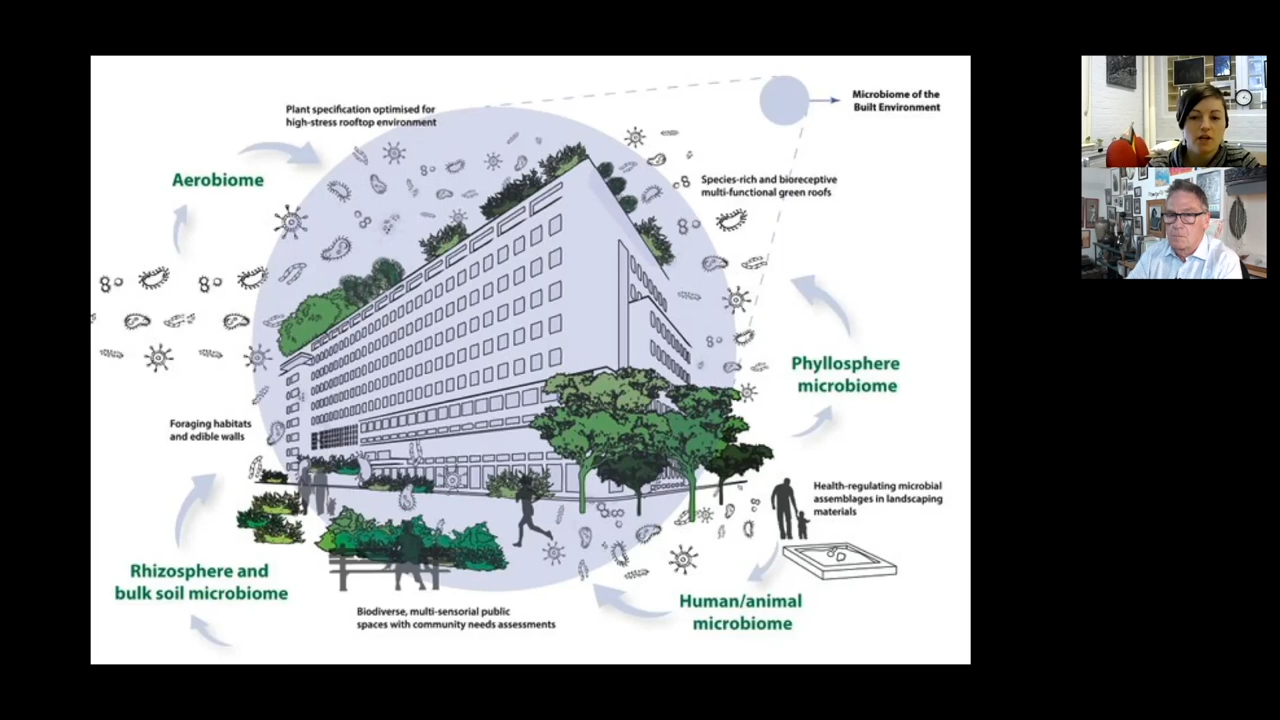 Microbiome of the
Built Environment
Plant specification optimised for
high-stress rooftop environment
Aerobiome
Species-rich and bioreceptive
multi-functional green roofs
Phyllosphere
microbiome
Foraging habitats
and edible walls
Health-regulating microbial
assemblages in landscaping
materials
Rhizosphere and
bulk soil microbiome
Human/animal
microbiome
Biodiverse, multi-sensorial public
spaces with community needs assessments